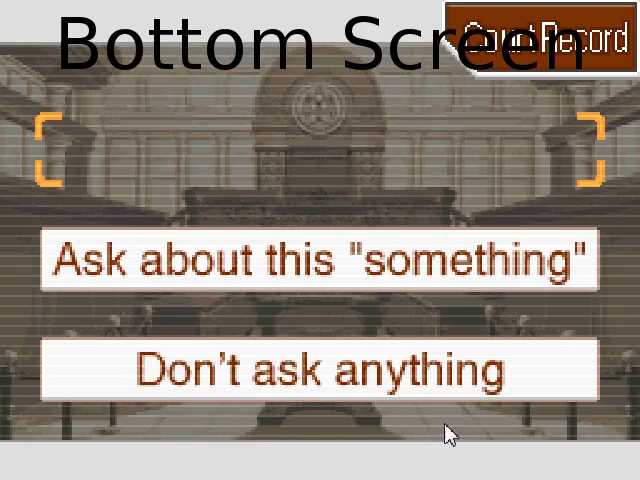 Bottom Screen
Court Record
Ask about this "something"
Don't ask anything